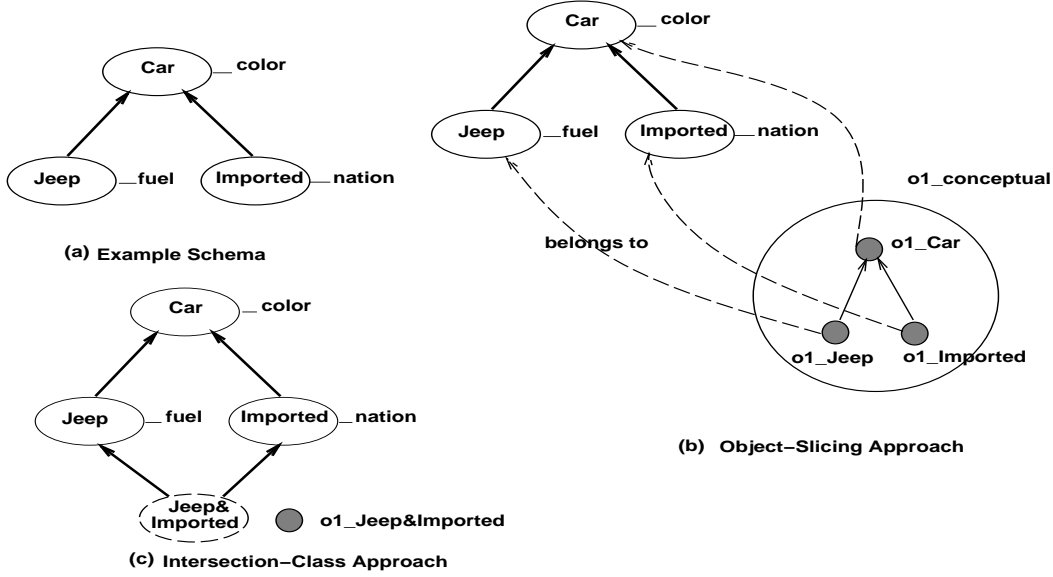 Car
color
Jeep
fuel
Imported
nation
(a) Example Schema
Car
color
Jeep
fuel
Imported
nation
belongs to
o1_conceptual
o1_Car
o1_Jeep
o1_Imported
(b) Object-Slicing Approach
Car
color
Jeep
fuel
Imported
nation
Jeep&
Imported
o1_Jeep&Imported
(c) Intersection-Class Approach